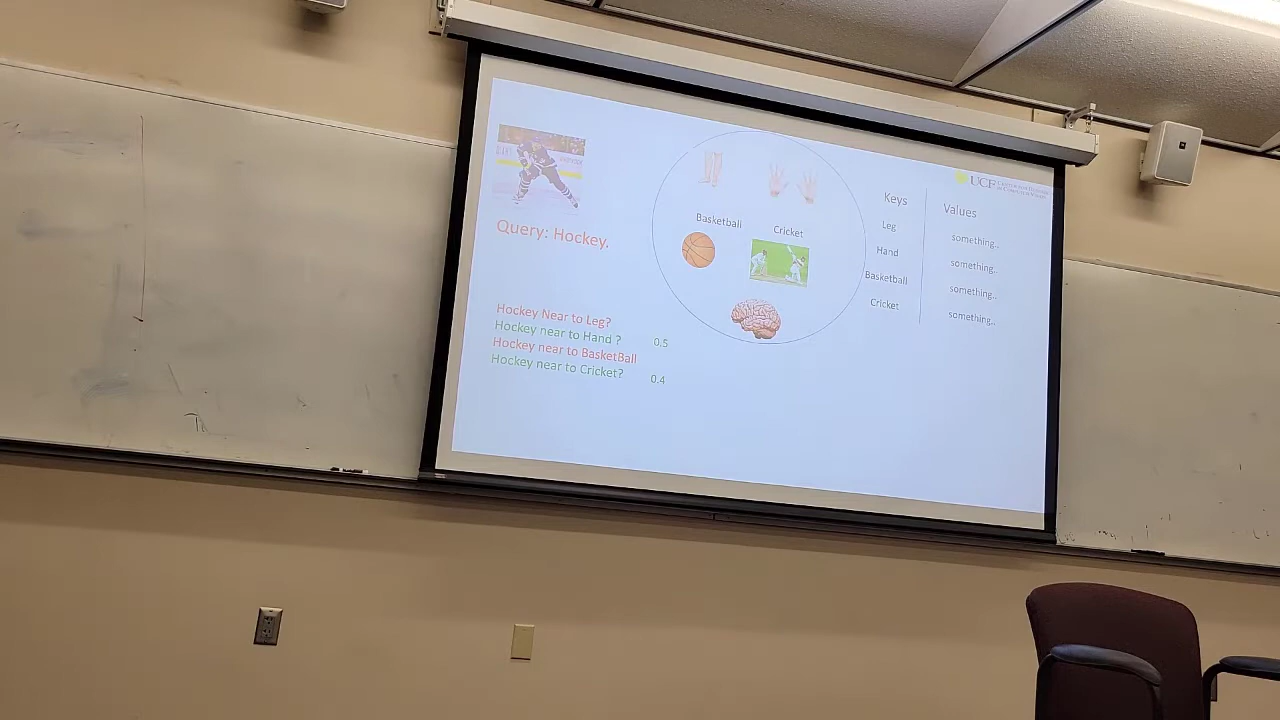 Query: Hockey.
Hockey Near to Leg?
Hockey near to Hand ? 0.5
Hockey near to BasketBall
Hockey near to Cricket? 0.4
Basketball
Cricket
UCF
Keys Values
Leg something..
Hand something..
Basketball something..
Cricket something..